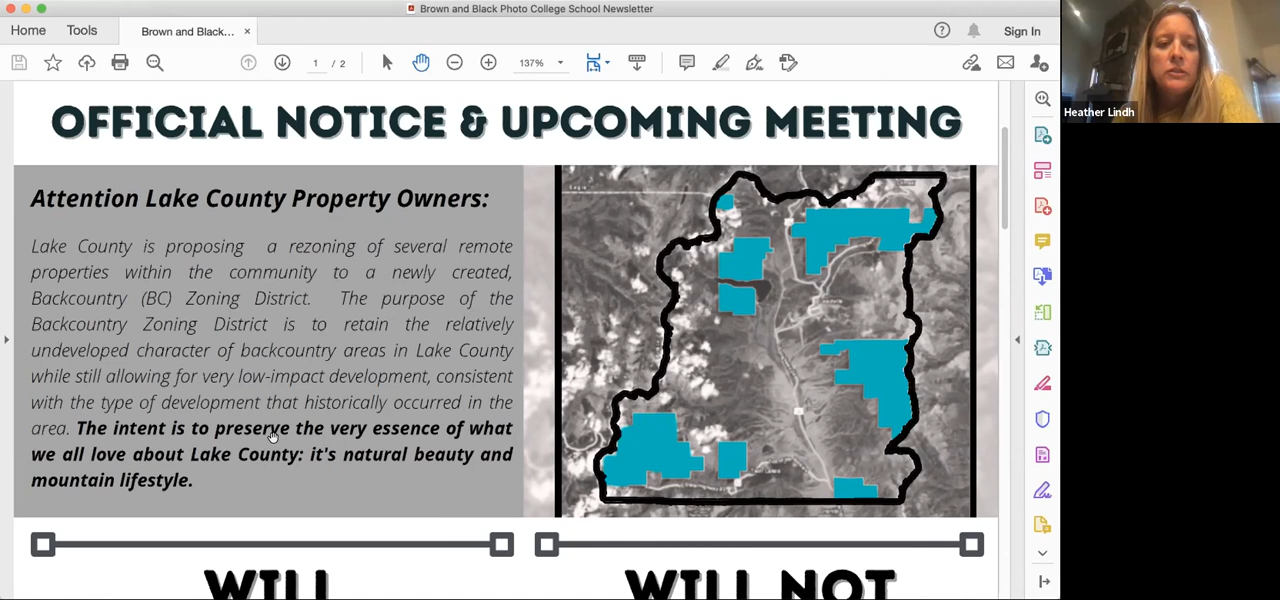 Brown and Black Photo College School Newsletter
Home
Tools
Brown and Black...
×
Sign In
1 / 2
137%
OFFICIAL NOTICE & UPCOMING MEETING
Attention Lake County Property Owners:
Lake County is proposing a rezoning of several remote
properties within the community to a newly created,
Backcountry (BC) Zoning District. The purpose of the
Backcountry Zoning District is to retain the relatively
undeveloped character of backcountry areas in Lake County
while still allowing for very low-impact development, consistent
with the type of development that historically occurred in the
area. The intent is to preserve the very essence of what
we all love about Lake County: it's natural beauty and
mountain lifestyle.
WILL
WILL NOT
Heather Lindh